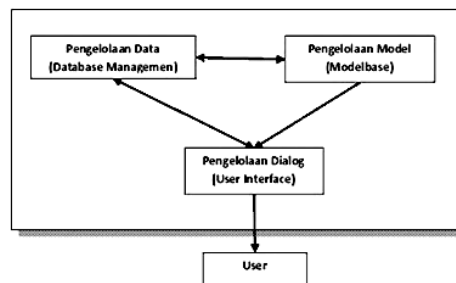 Pengelolaan Data
(Database Managemen)
Pengelolaan Model
(Modelbase)
Pengelolaan Dialog
(User Interface)
User